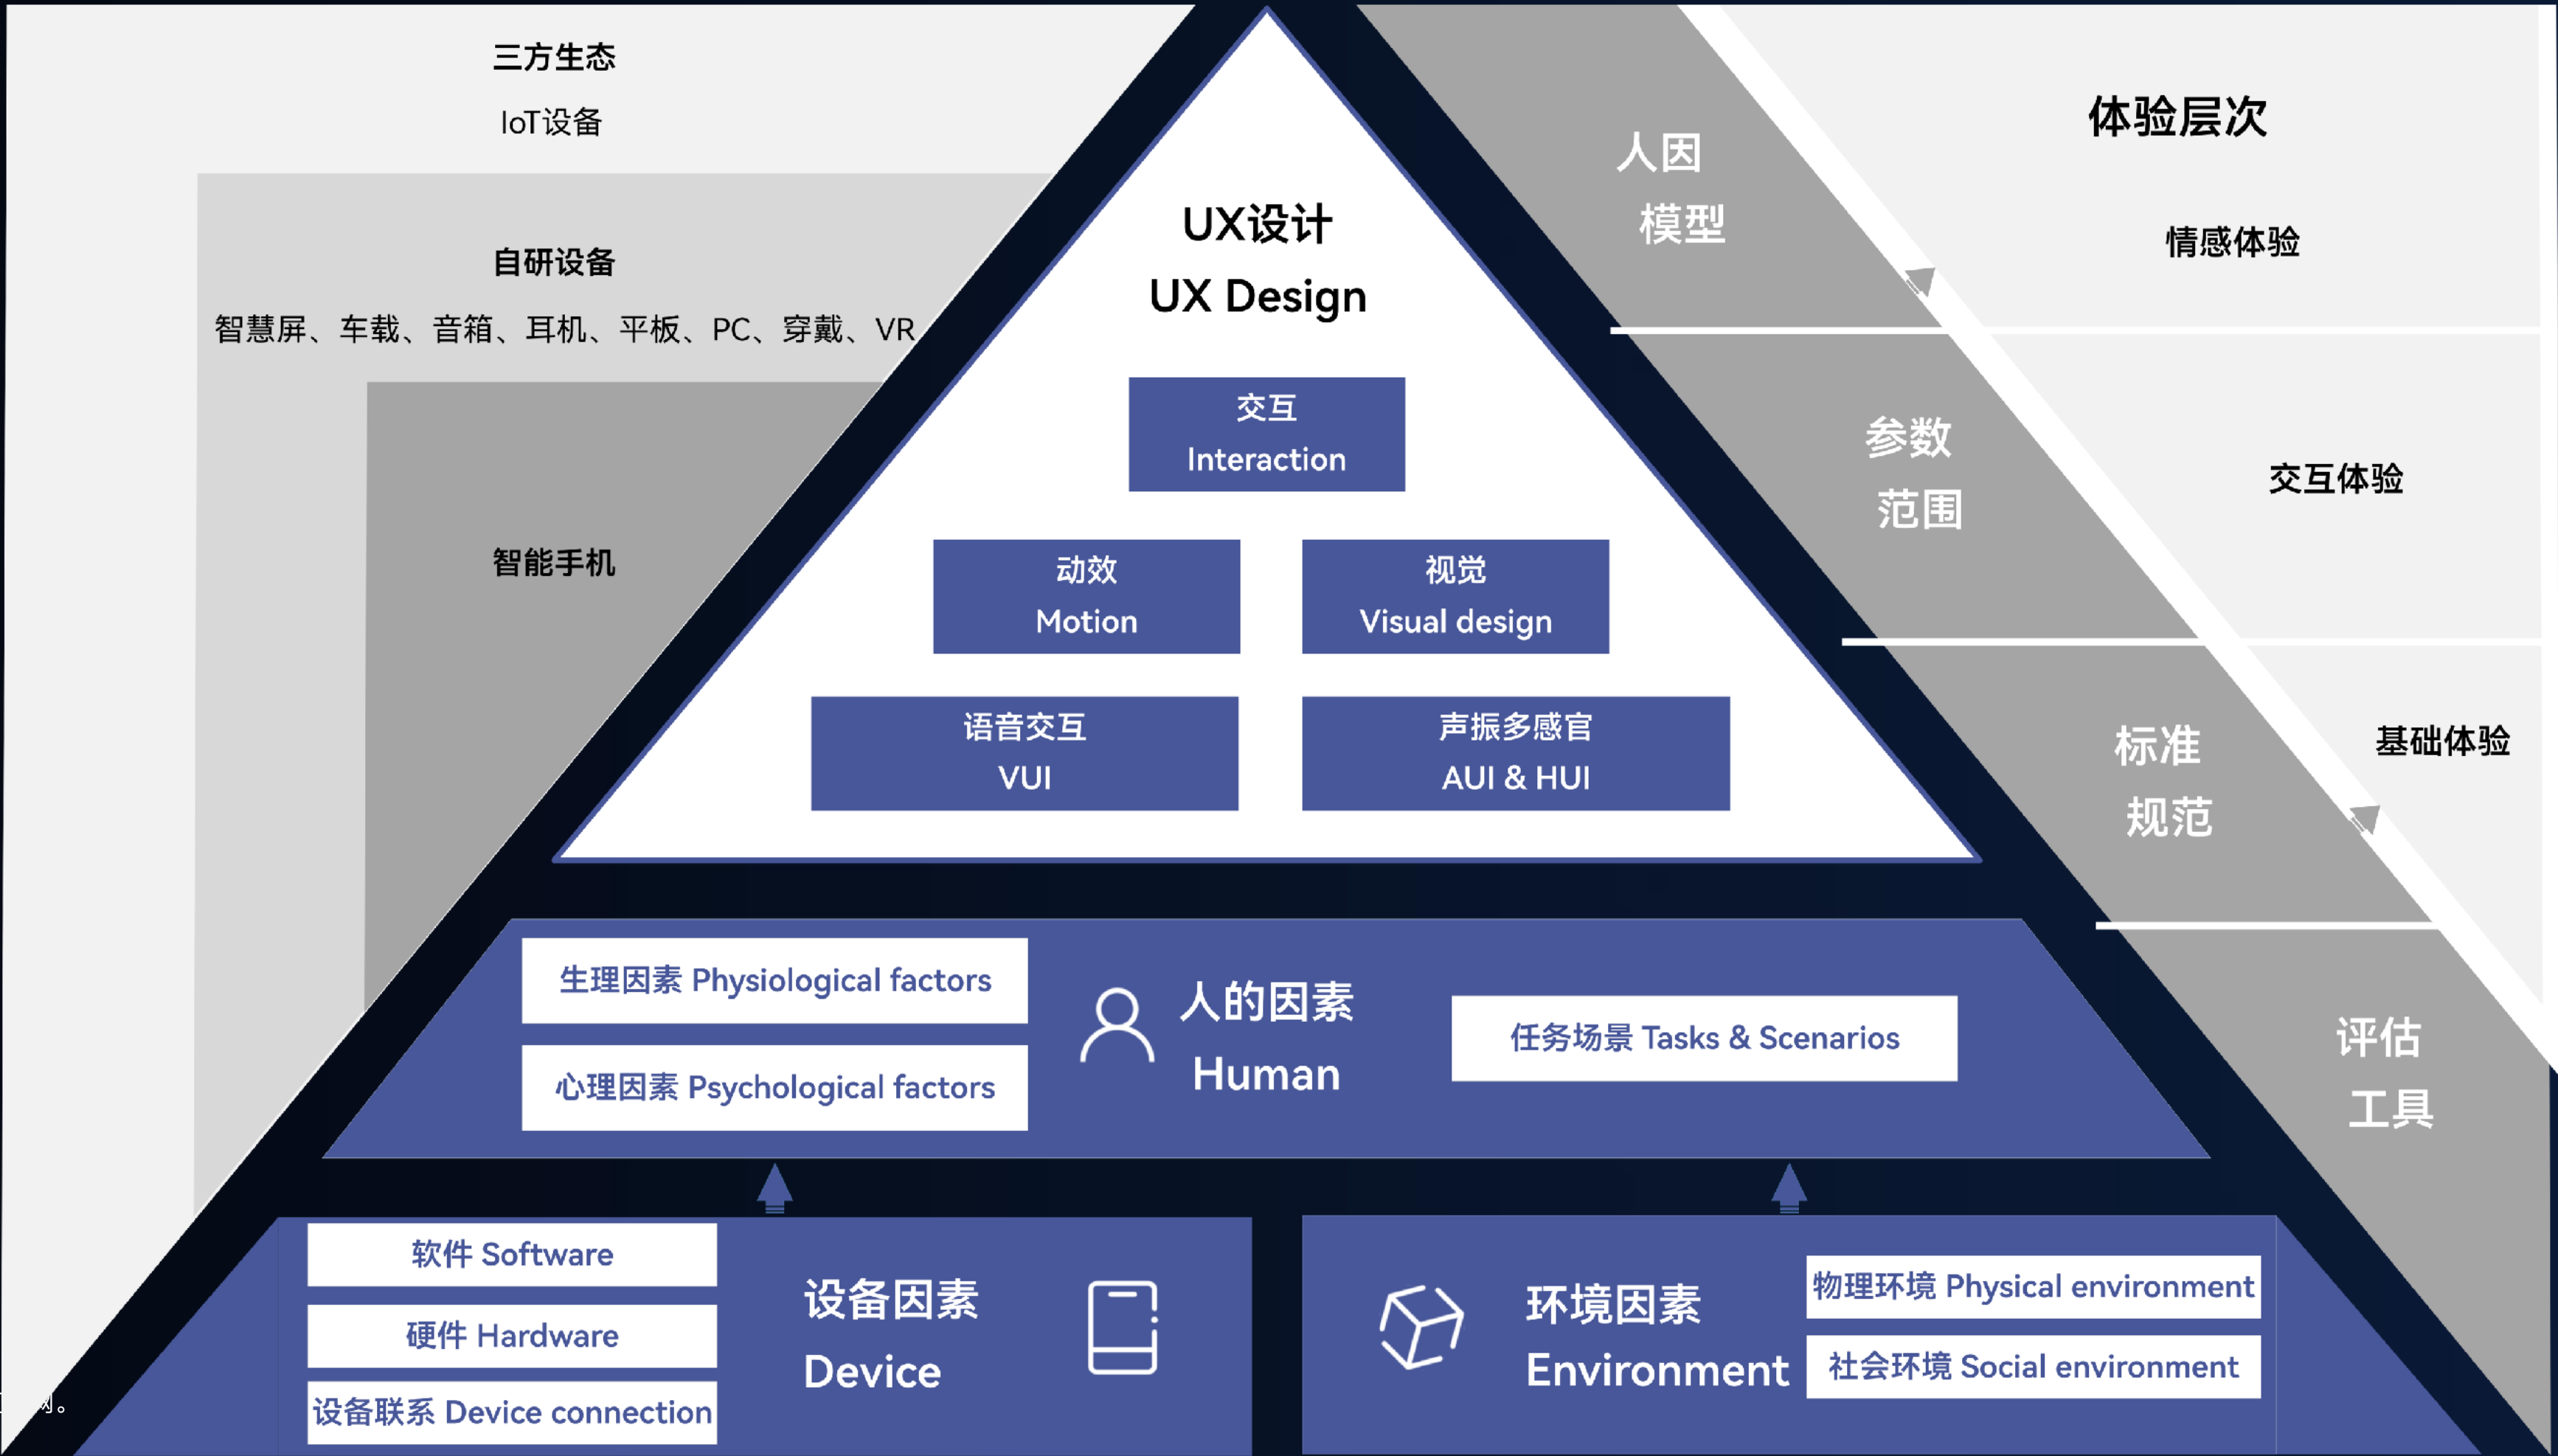 三方生态
IoT设备
自研设备
智慧屏、车载、音箱、耳机、平板、PC、穿戴、VR
智能手机
UX设计
UX Design
交互
Interaction
动效
Motion
视觉
Visual design
语音交互
VUI
声振多感官
AUI & HUI
人因
模型
参数
范围
标准
规范
评估
工具
体验层次
情感体验
交互体验
基础体验
生理因素 Physiological factors
心理因素 Psychological factors
人的因素
Human
任务场景 Tasks & Scenarios
软件 Software
硬件 Hardware
设备联系 Device connection
设备因素
Device
环境因素
Environment
物理环境 Physical environment
社会环境 Social environment
网。